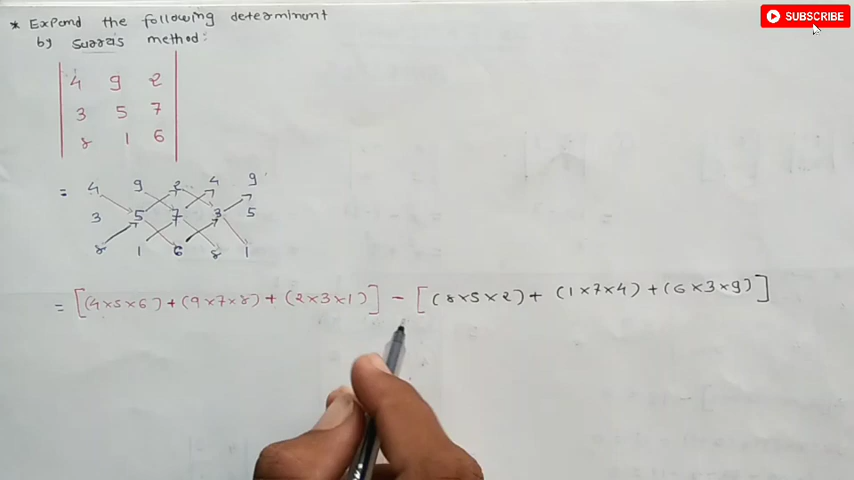 * Expand the following determinant
SUBSCRIBE
by Surras method:
4 9 2
3 5 7
8 1 6
= 4 9 2 4 9
3 5 7 3 5
8 1 6 8 1
= [(4×5×6)+(9×7×8)+(2×3×1)] - [(8×5×2)+(1×7×4)+(6×3×9)]